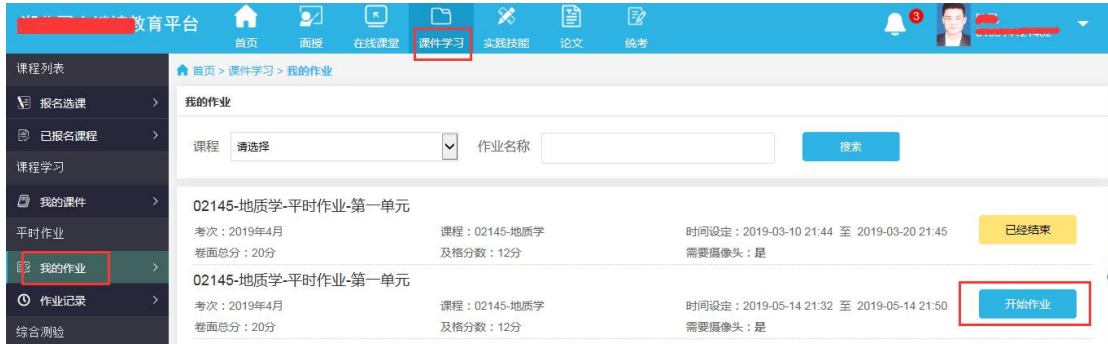 教育平台
首页 面授 在线课堂 课件学习 实践技能 论文 统考
3
课程列表
首页 > 课件学习 > 我的作业
报名选课
我的作业
已报名课程
课程 请选择 作业名称 搜索
课程学习
我的课件
02145-地质学-平时作业-第一单元
平时作业
考次：2019年4月 课程：02145-地质学 时间设定：2019-03-10 21:44 至 2019-03-20 21:45 已经结束
卷面总分：20分 及格分数：12分 需要摄像头：是
我的作业
02145-地质学-平时作业-第一单元
作业记录
考次：2019年4月 课程：02145-地质学 时间设定：2019-05-14 21:32 至 2019-05-14 21:50 开始作业
综合测验
卷面总分：20分 及格分数：12分 需要摄像头：是